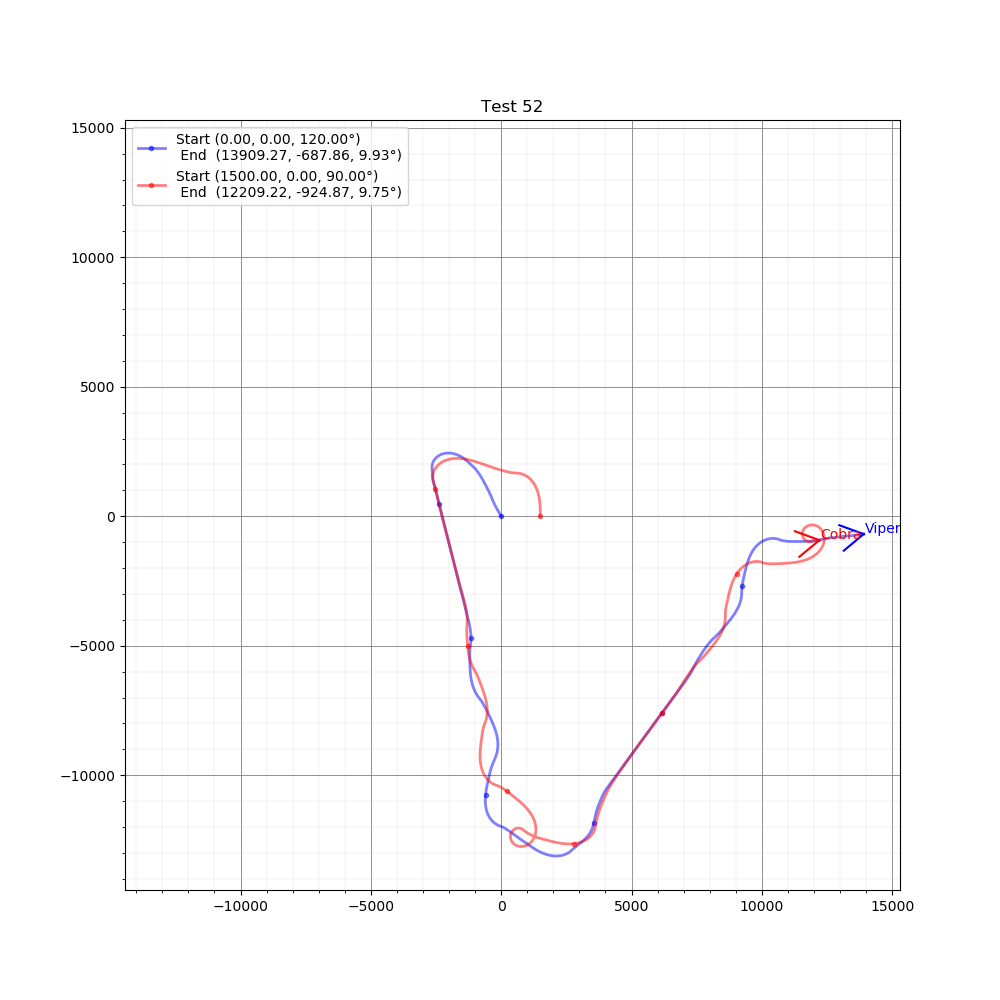 Test 52
Start (0.00, 0.00, 120.00°)
End (13909.27, -687.86, 9.93°)
Start (1500.00, 0.00, 90.00°)
End (12209.22, -924.87, 9.75°)
15000
10000
5000
0
−5000
−10000
Cobra
Viper
−10000
−5000
0
5000
10000
15000